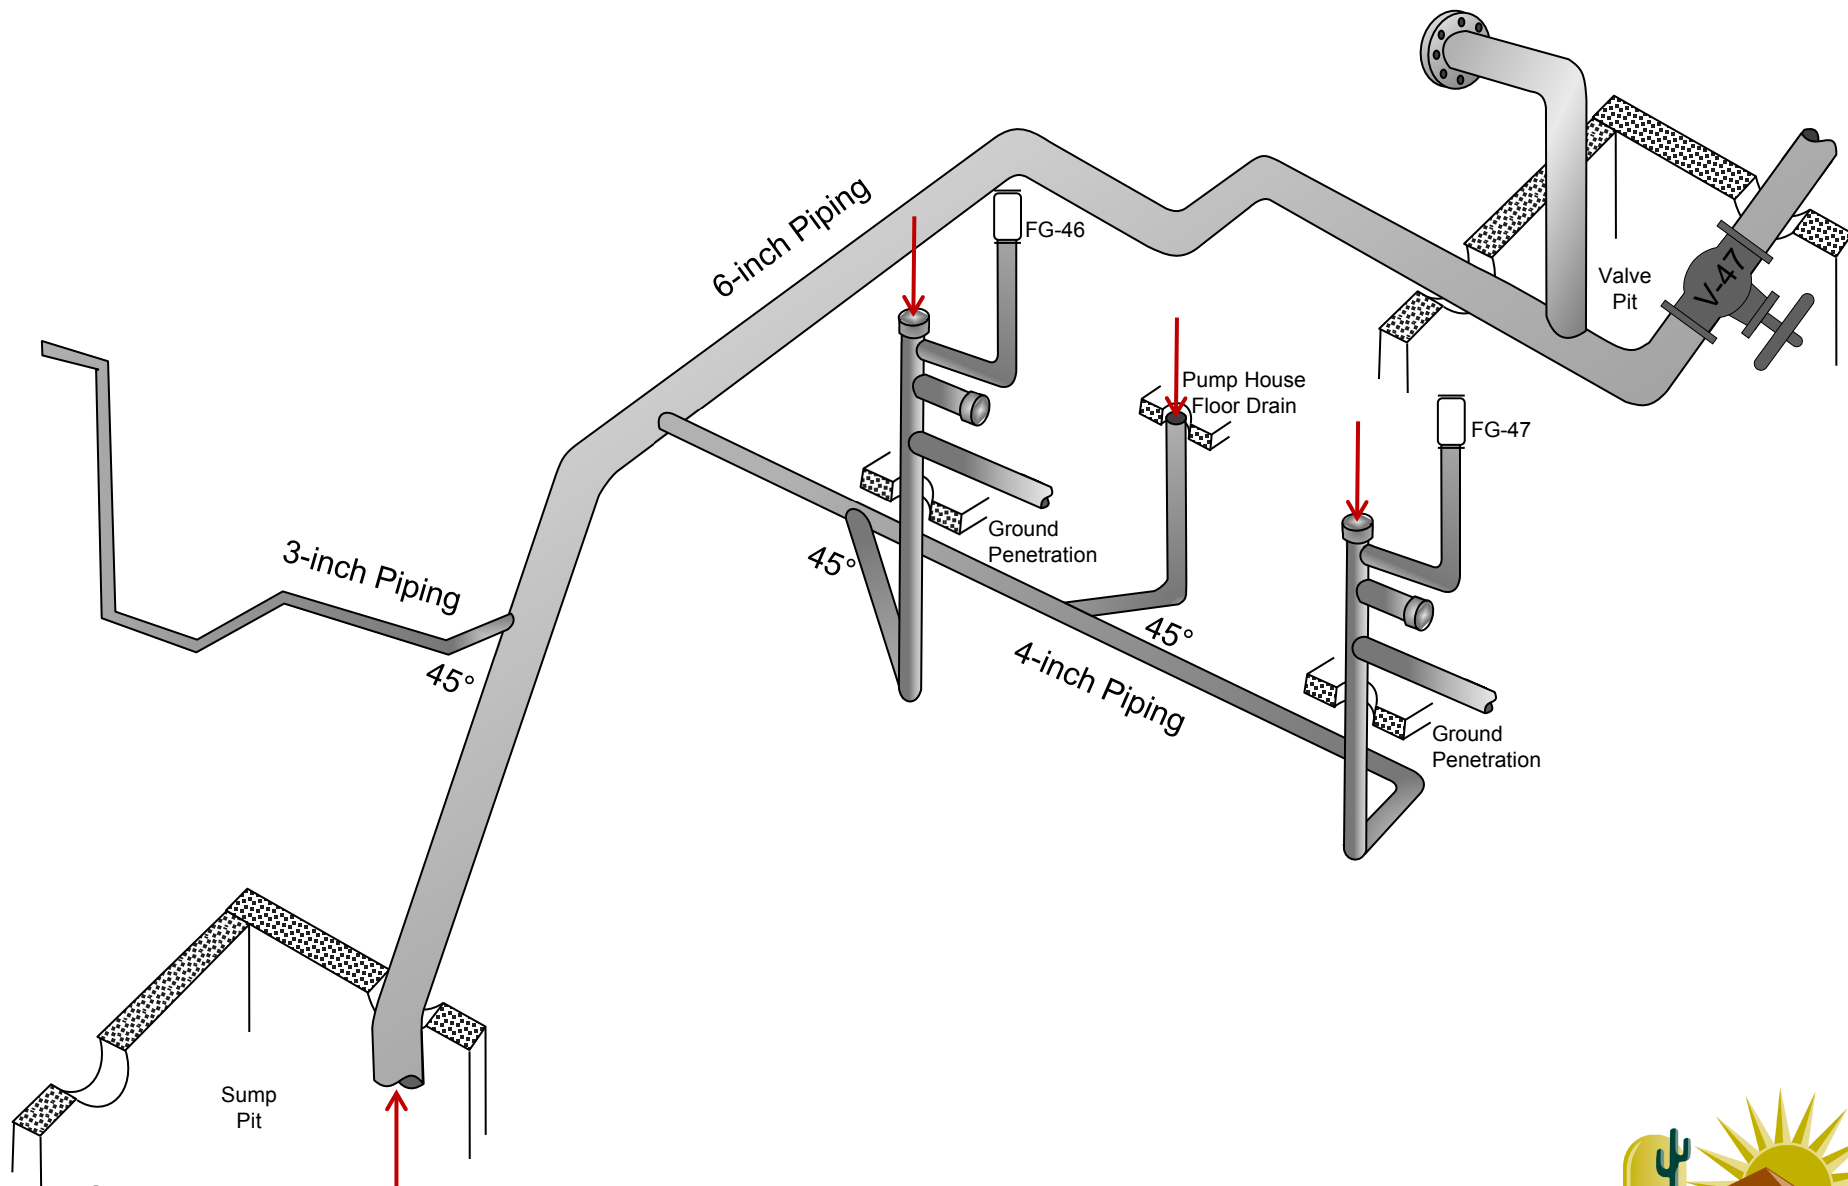 6-inch Piping
FG-46
Valve
Pit
V-47
Pump House
Floor Drain
FG-47
3-inch Piping
45°
Ground
Penetration
45°
45°
4-inch Piping
Ground
Penetration
Sump
Pit